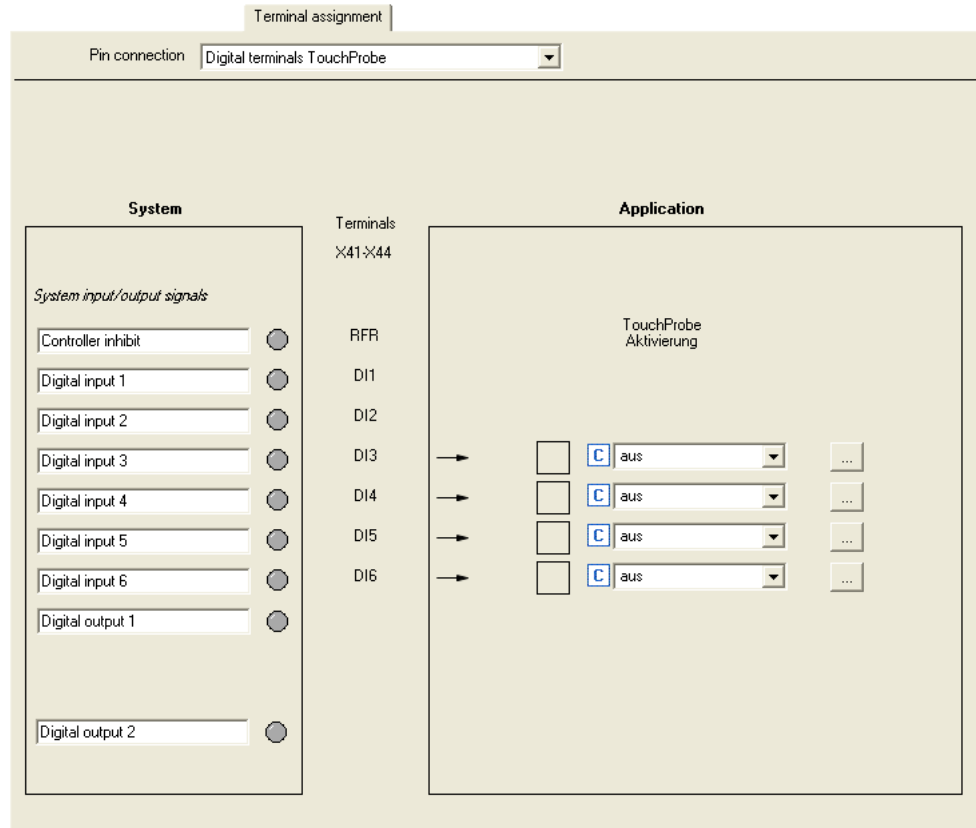 Terminal assignment
Pin connection Digital terminals TouchProbe
System
Terminals
Application
X41-X44
System input/output signals
TouchProbe
Aktivierung
Controller inhibit RFR
Digital input 1 DI1
Digital input 2 DI2
Digital input 3 DI3 C aus ...
Digital input 4 DI4 C aus ...
Digital input 5 DI5 C aus ...
Digital input 6 DI6 C aus ...
Digital output 1
Digital output 2